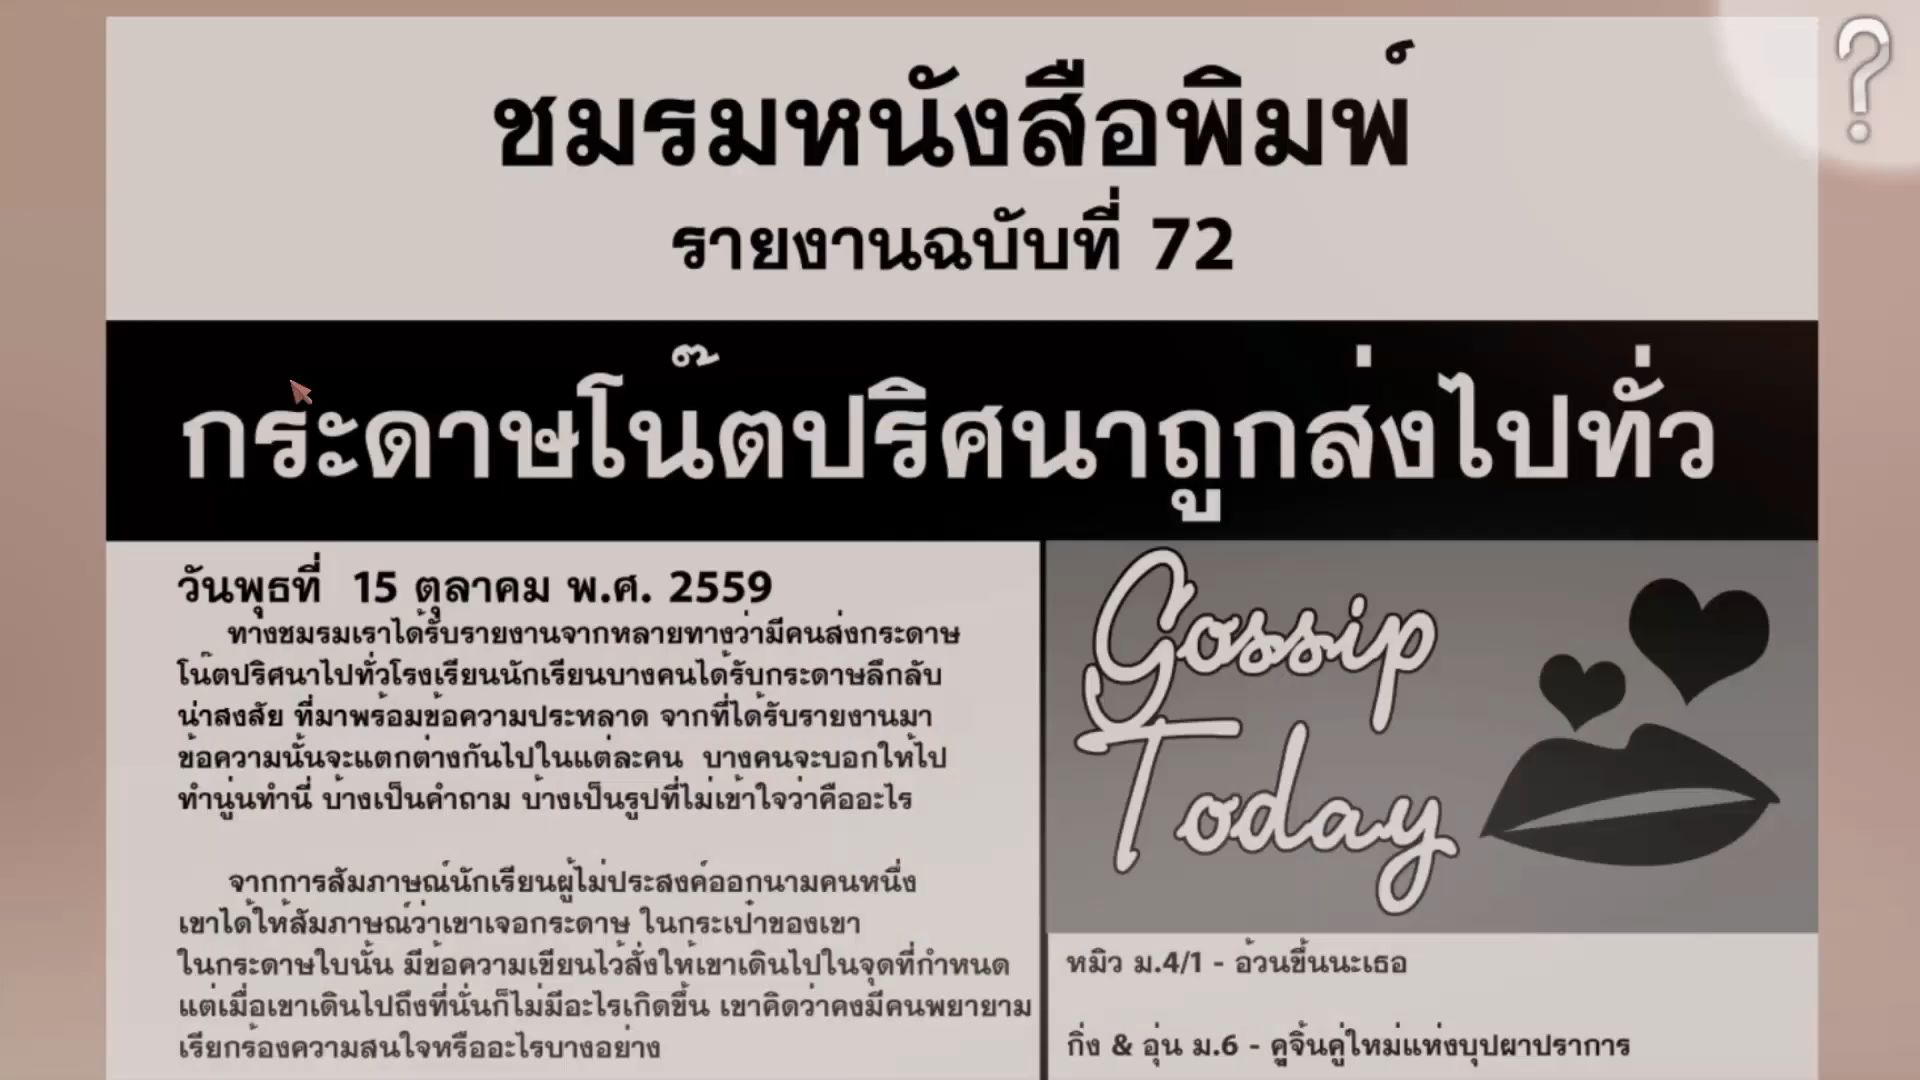 ชมรมหนังสือพิมพ์
รายงานฉบับที่ 72
กระดาษโน๊ตปริศนาถูกส่งไปทั่ว
วันพุธที่ 15 ตุลาคม พ.ศ. 2559
ทางชมรมเราได้รับรายงานจากหลายทางว่ามีคนส่งกระดาษ
โน๊ตปริศนาไปทั่วโรงเรียนนักเรียนบางคนได้รับกระดาษลึกลับ
น่าสงสัย ที่มาพร้อมข้อความประหลาด จากที่ได้รับรายงานมา
ข้อความนั้นจะแตกต่างกันไปในแต่ละคน บางคนจะบอกให้ไป
ทำนู่นทำนี่ บ้างเป็นคำถาม บ้างเป็นรูปที่ไม่เข้าใจว่าคืออะไร
จากการสัมภาษณ์นักเรียนผู้ไม่ประสงค์ออกนามคนหนึ่ง
เขาได้ให้สัมภาษณ์ว่าเขาเจอกระดาษ ในกระเป๋าของเขา
ในกระดาษใบนั้น มีข้อความเขียนไว้สั่งให้เขาเดินไปในจุดที่กำหนด
แต่เมื่อเขาเดินไปถึงที่นั่นก็ไม่มีอะไรเกิดขึ้น เขาคิดว่าคงมีคนพยายาม
เรียกร้องความสนใจหรืออะไรบางอย่าง
Gossip
Today
หมิว ม.4/1 - อ้วนขึ้นนะเธอ
กิ่ง & อุ่น ม.6 - คูจิ้นคู่ใหม่แห่งบุปผาปราการ